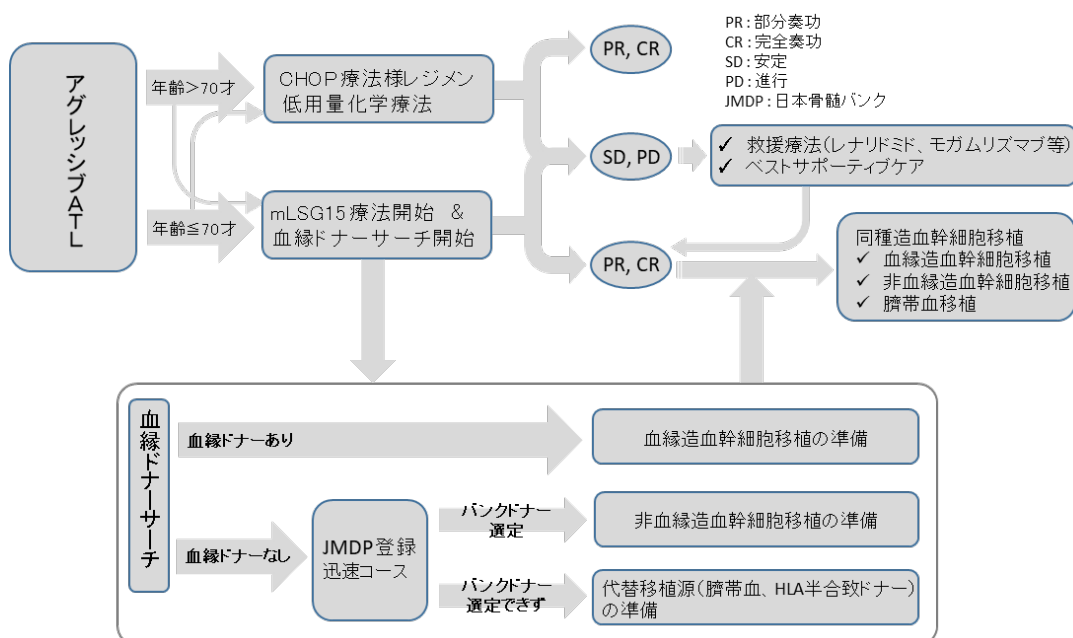 アグレッシブATL
年齢>70才
CHOP療法様レジメン
低用量化学療法
年齢≦70才
mLSG15療法開始 &
血縁ドナーサーチ開始
PR, CR
SD, PD
PR, CR
PR:部分奏功
CR:完全奏功
SD:安定
PD:進行
JMDP:日本骨髄バンク
✓ 救援療法(レナリドミド、モガムリズマブ等)
✓ ベストサポーティブケア
同種造血幹細胞移植
✓ 血縁造血幹細胞移植
✓ 非血縁造血幹細胞移植
✓ 臍帯血移植
血縁ドナーサーチ
血縁ドナーあり
血縁造血幹細胞移植の準備
血縁ドナーなし
JMDP登録
迅速コース
バンクドナー
選定
非血縁造血幹細胞移植の準備
バンクドナー
選定できず
代替移植源(臍帯血、HLA半合致ドナー)
の準備